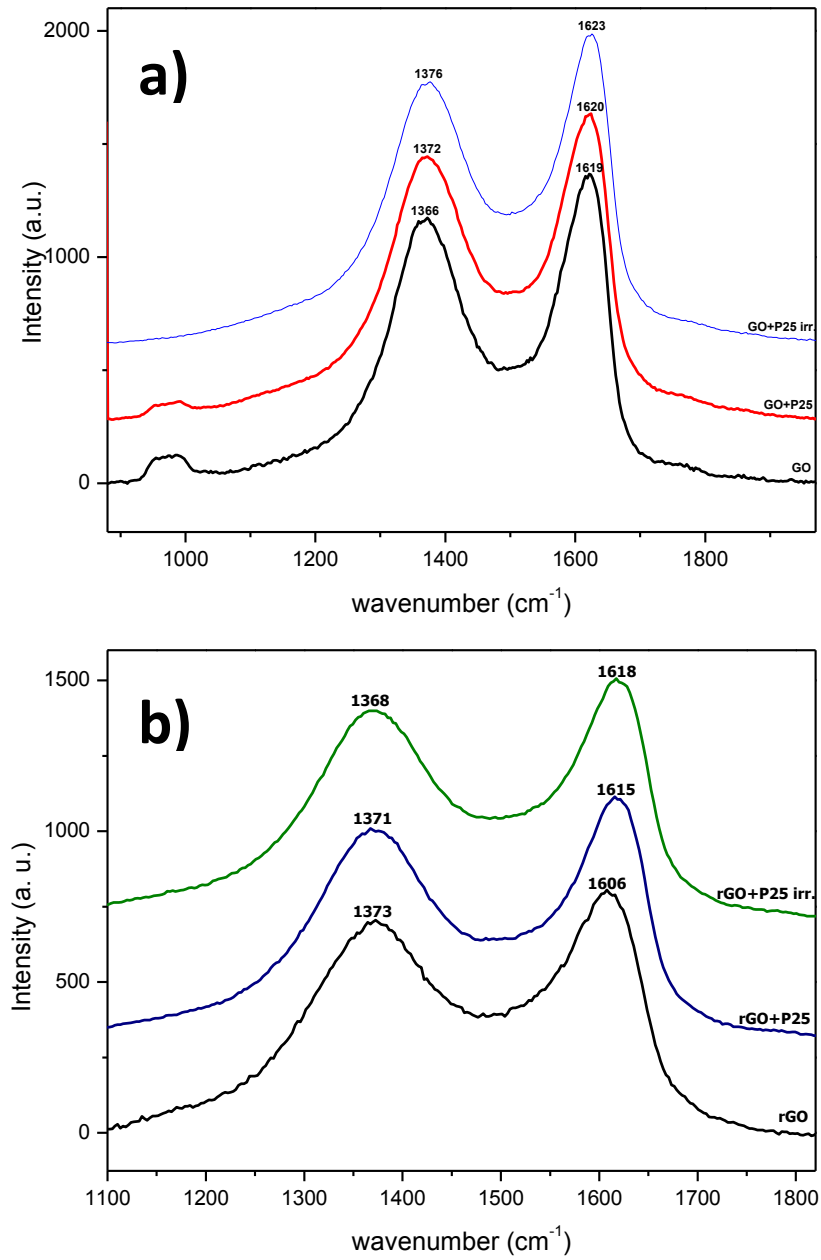 a)
2000
1000
0
Intensity (a.u.)
1623
1376
1620
1372
1619
1366
GO+P25 irr.
GO+P25
GO
1000 1200 1400 1600 1800
wavenumber (cm⁻¹)
b)
1500
1000
500
0
Intensity (a. u.)
1618
1368
1615
1371
1606
1373
rGO+P25 irr.
rGO+P25
rGO
1100 1200 1300 1400 1500 1600 1700 1800
wavenumber (cm⁻¹)